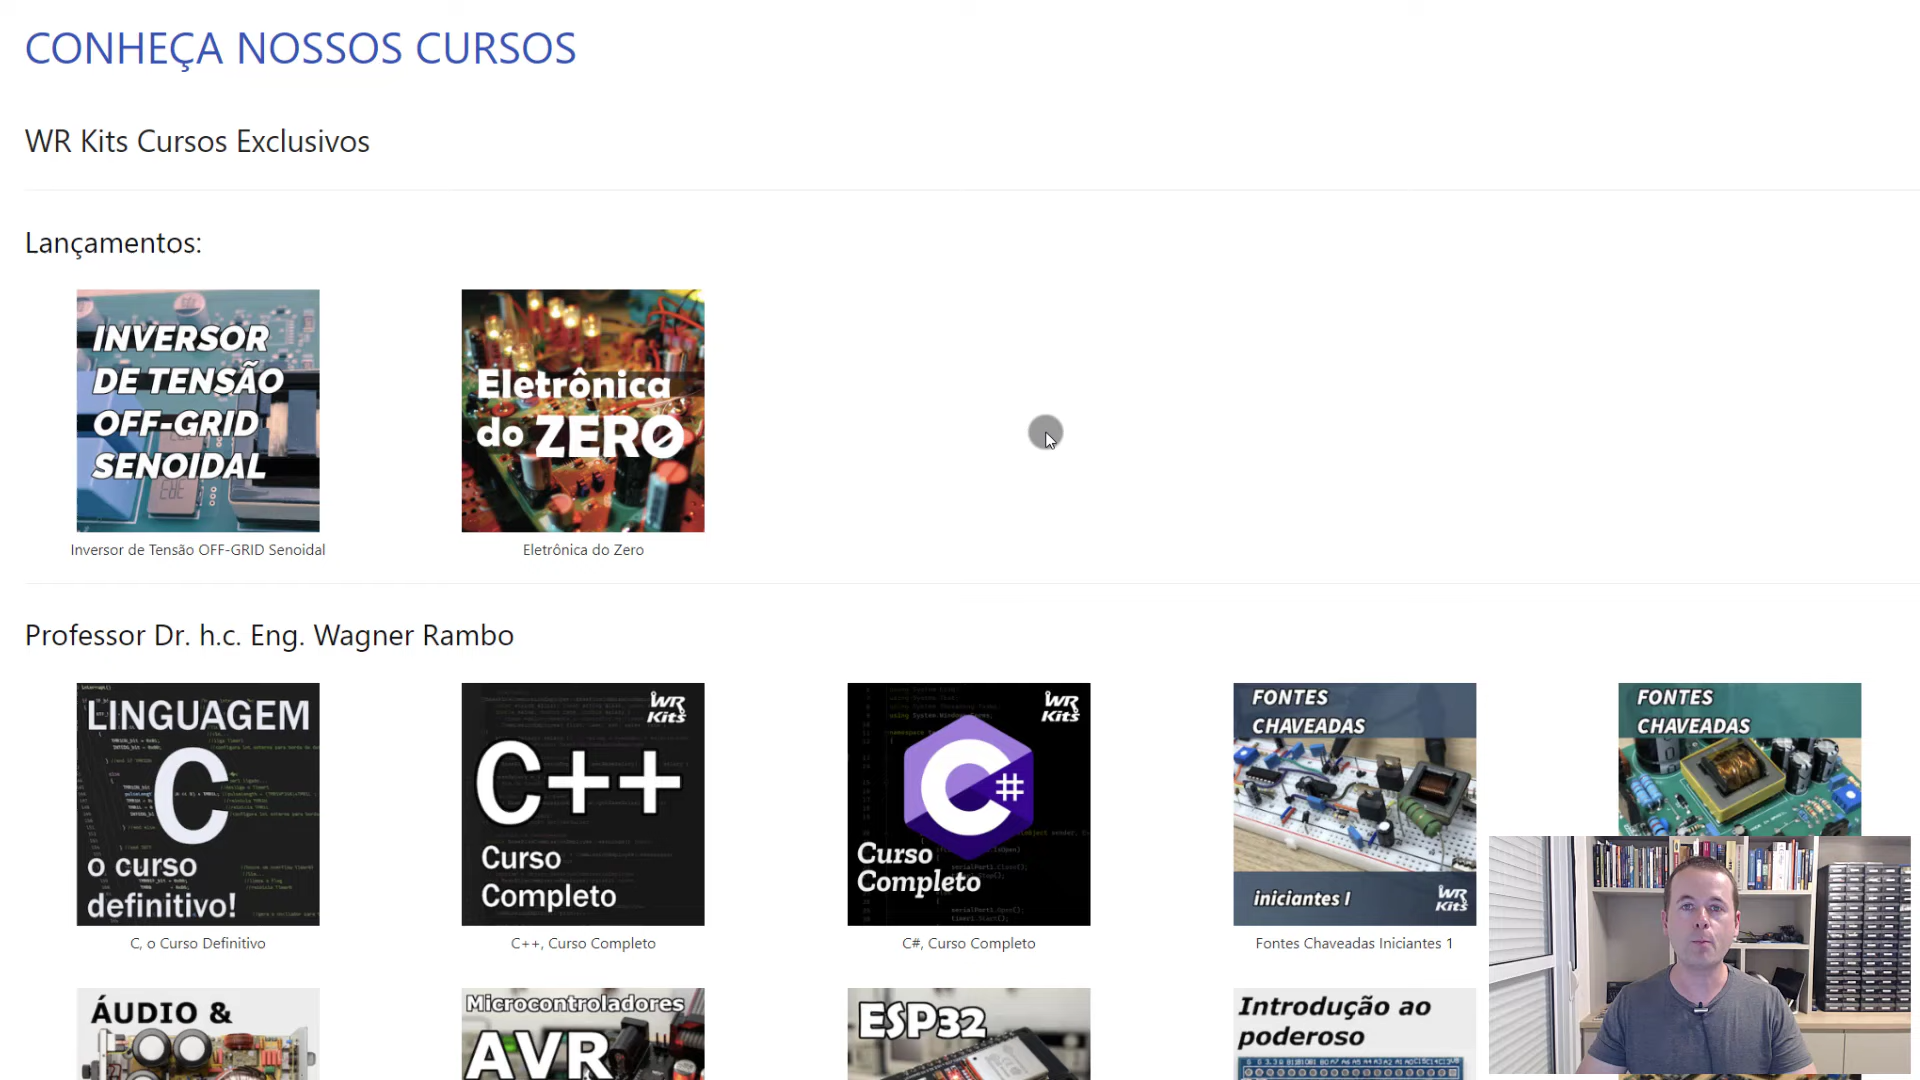 CONHEÇA NOSSOS CURSOS
WR Kits Cursos Exclusivos
Lançamentos:
INVERSOR
DE TENSÃO
OFF-GRID
SENOIDAL
Eletrônica
do ZERO
Inversor de Tensão OFF-GRID Senoidal
Eletrônica do Zero
Professor Dr. h.c. Eng. Wagner Rambo
LINGUAGEM
C
o curso
definitivo!
WR
Kits
C++
Curso
Completo
WR
Kits
C#
Curso
Completo
FONTES
CHAVEADAS
iniciantes I
WR
Kits
FONTES
CHAVEADAS
C, o Curso Definitivo
C++, Curso Completo
C#, Curso Completo
Fontes Chaveadas Iniciantes 1
ÁUDIO &
Microcontroladores
AVR
ESP32
Introdução ao
poderoso